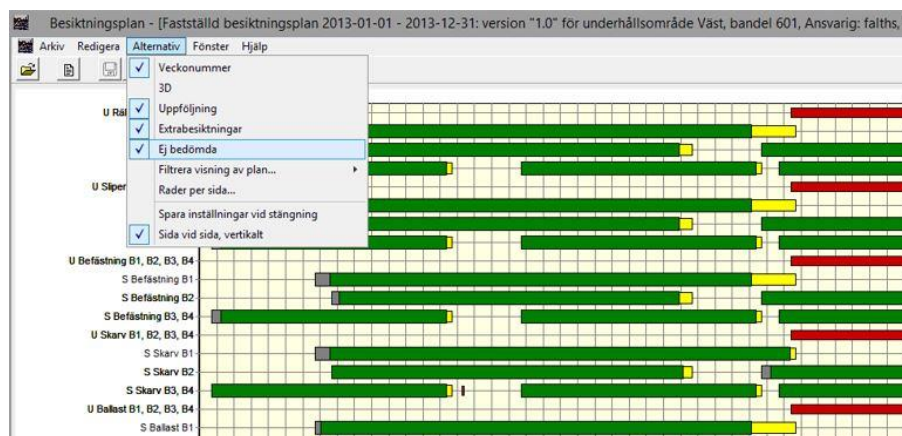 Besiktningsplan - [Fastställd besiktningsplan 2013-01-01 - 2013-12-31: version "1.0" för underhållsområde Väst, bandel 601, Ansvarig: falths,
Arkiv Redigera Alternativ Fönster Hjälp
Veckonummer
3D
Uppföljning
Extrabesiktningar
Ej bedömda
Filtrera visning av plan...
Rader per sida...
Spara inställningar vid stängning
Sida vid sida, vertikalt
U Befästning B1, B2, B3, B4
S Befästning B1
S Befästning B2
S Befästning B3, B4
U Skarv B1, B2, B3, B4
S Skarv B1
S Skarv B2
S Skarv B3, B4
U Ballast B1, B2, B3, B4
S Ballast B1